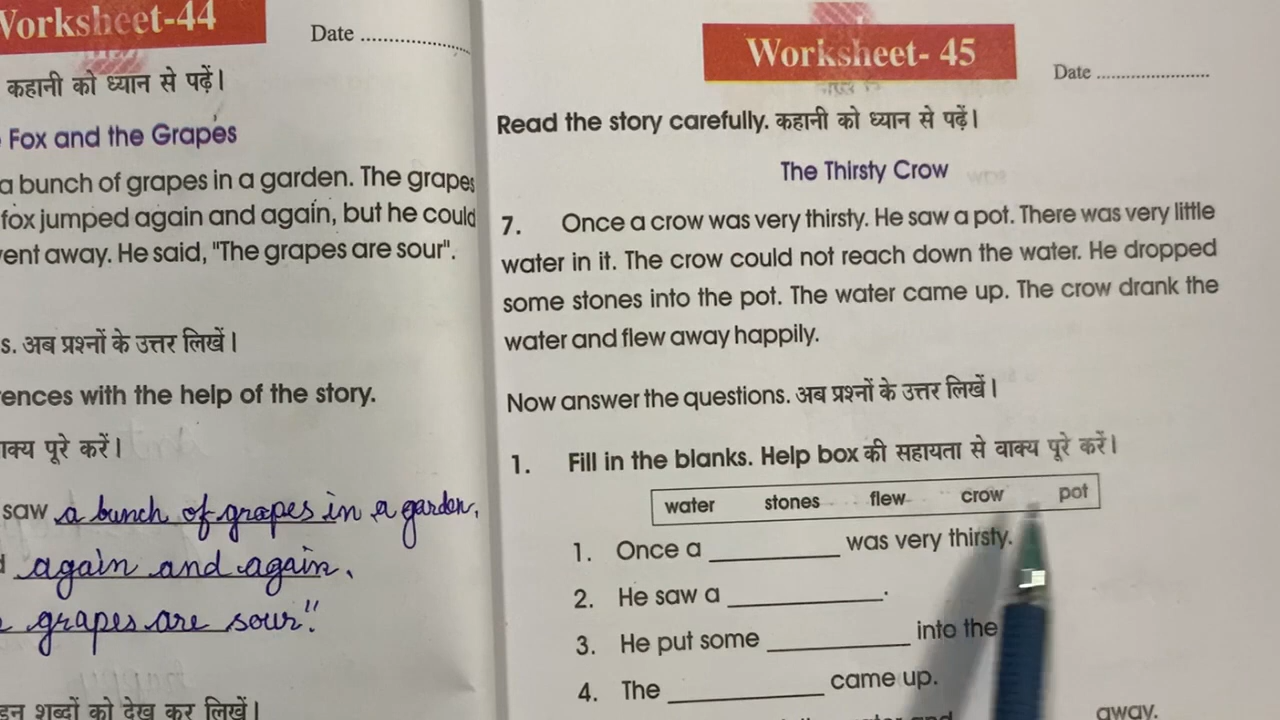 Worksheet-44
Date
कहानी को ध्यान से पढ़ें।
Fox and the Grapes
a bunch of grapes in a garden. The grapes
fox jumped again and again, but he could
ent away. He said, "The grapes are sour".
s. अब प्रश्नों के उत्तर लिखें।
ences with the help of the story.
वाक्य पूरे करें।
saw a bunch of grapes in a garden.
again and again.
grapes are sour."
इन शब्दों को देख कर लिखें।
Worksheet- 45
Date
Read the story carefully. कहानी को ध्यान से पढ़ें।
The Thirsty Crow
7. Once a crow was very thirsty. He saw a pot. There was very little
water in it. The crow could not reach down the water. He dropped
some stones into the pot. The water came up. The crow drank the
water and flew away happily.
Now answer the questions. अब प्रश्नों के उत्तर लिखें।
1. Fill in the blanks. Help box की सहायता से वाक्य पूरे करें।
water stones flew crow pot
1. Once a ____________ was very thirsty.
2. He saw a ____________.
3. He put some ____________ into the
4. The ____________ came up.
away.